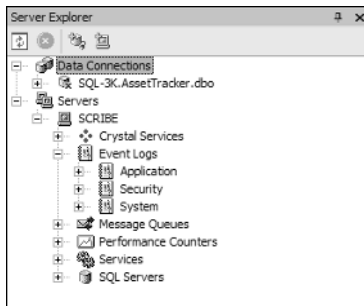 Server Explorer
Data Connections
SQL-3K.AssetTracker.dbo
Servers
SCRIBE
Crystal Services
Event Logs
Application
Security
System
Message Queues
Performance Counters
Services
SQL Servers